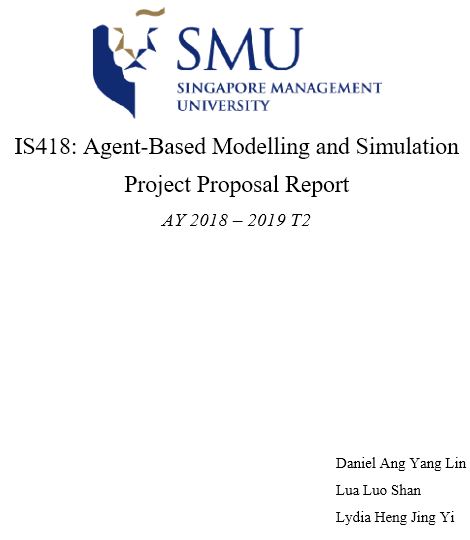 SMU
SINGAPORE MANAGEMENT
UNIVERSITY
IS418: Agent-Based Modelling and Simulation
Project Proposal Report
AY 2018 – 2019 T2
Daniel Ang Yang Lin
Lua Luo Shan
Lydia Heng Jing Yi